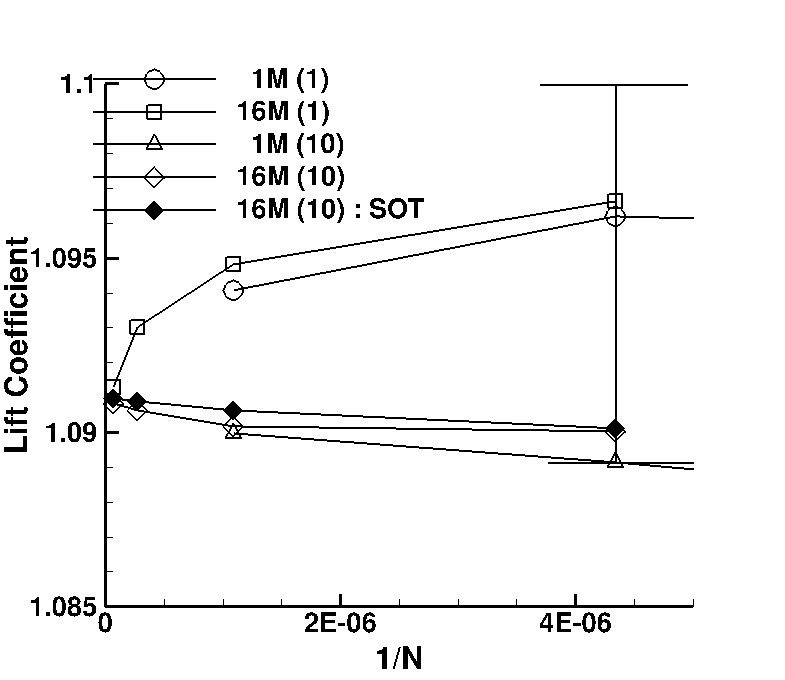 1M (1)
1.1
16M (1)
1M (10)
16M (10)
16M (10) : SOT
1.095
Lift Coefficient
1.09
1.085
0
2E-06
4E-06
1/N